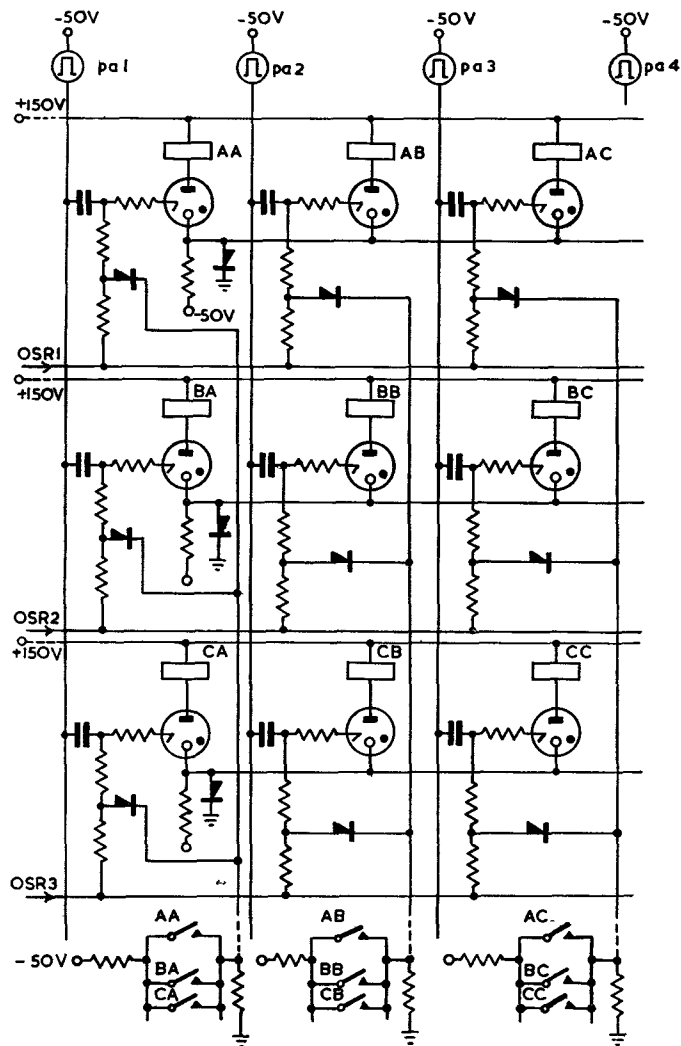 -50V -50V -50V -50V
pa1 pa2 pa3 pa4
+150V
AA AB AC
-50V
OSR1
+150V
BA BB BC
OSR2
+150V
CA CB CC
OSR3
AA AB AC
-50V
BA BB BC
CA CB CC